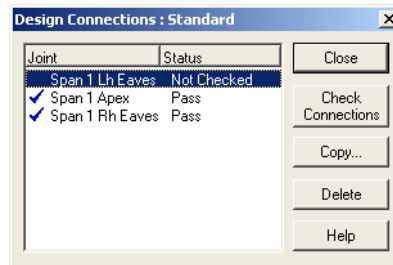 Design Connections : Standard
Joint Status
Span 1 Lh Eaves Not Checked
Span 1 Apex Pass
Span 1 Rh Eaves Pass
Close
Check
Connections
Copy...
Delete
Help